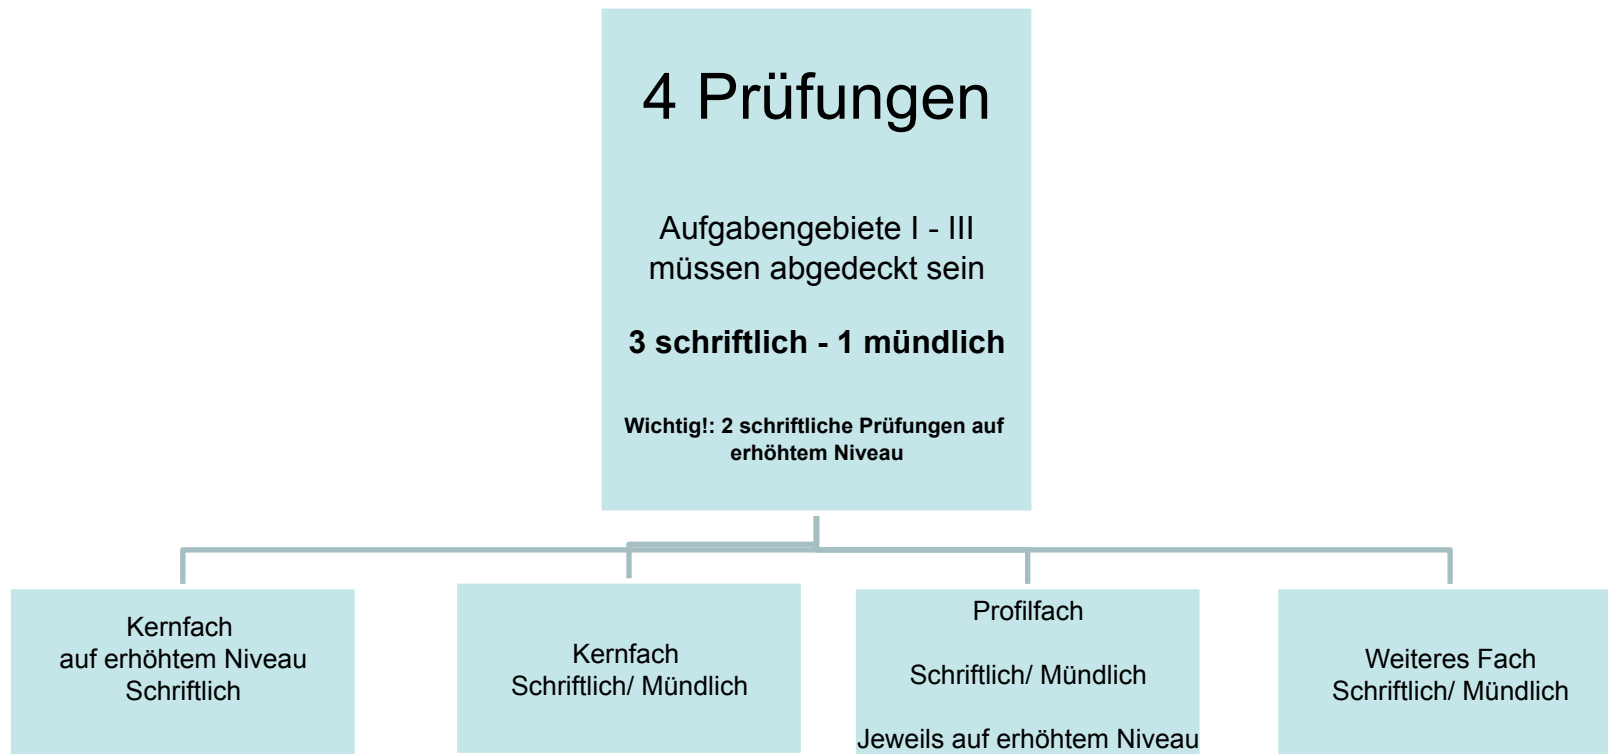 4 Prüfungen
Aufgabengebiete I - III
müssen abgedeckt sein
3 schriftlich - 1 mündlich
Wichtig!: 2 schriftliche Prüfungen auf
erhöhtem Niveau
Kernfach
auf erhöhtem Niveau
Schriftlich
Kernfach
Schriftlich/ Mündlich
Profilfach
Schriftlich/ Mündlich
Jeweils auf erhöhtem Niveau
Weiteres Fach
Schriftlich/ Mündlich